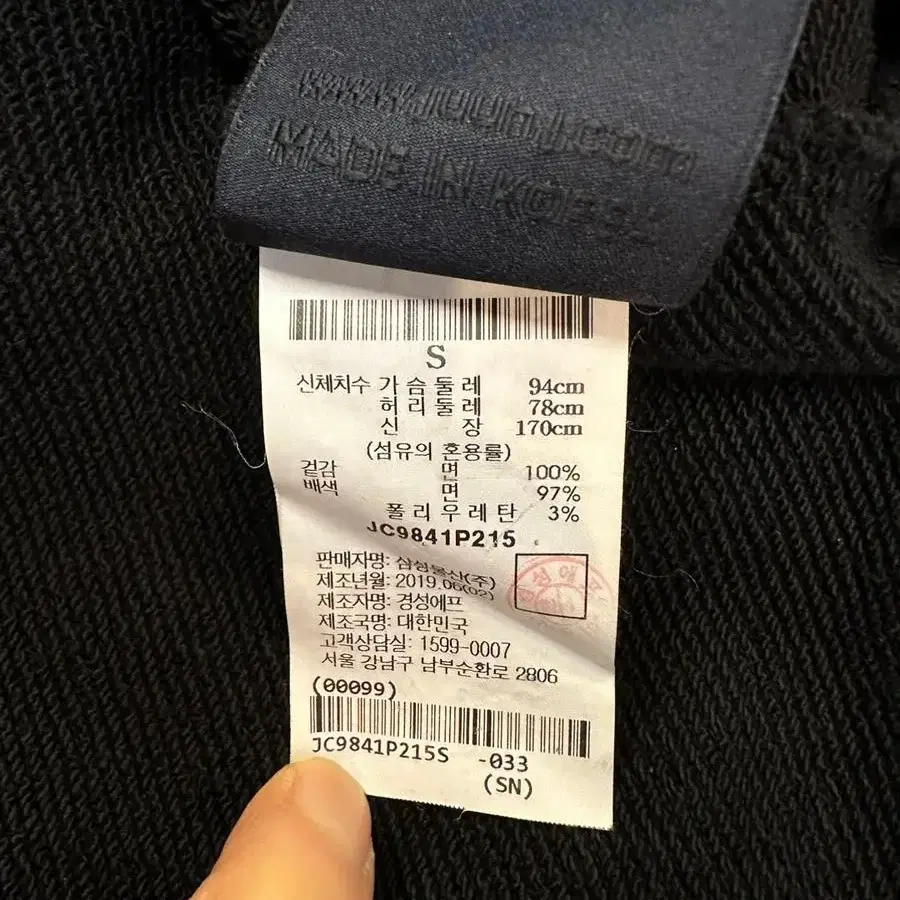 www.juunj.com
MADE IN KOREA
S
신체치수 가 슴 둘 레 94cm
허 리 둘 레 78cm
신 장 170cm
(섬유의 혼용률)
겉감 면 100%
배색 면 97%
폴 리 우 레 탄 3%
JC9841P215
판매자명: 삼성물산(주)
제조년월: 2019.06(02)
제조자명: 경성에프
제조국명: 대한민국
고객상담실: 1599-0007
서울 강남구 남부순환로 2806
(00099)
JC9841P215S -033
(SN)